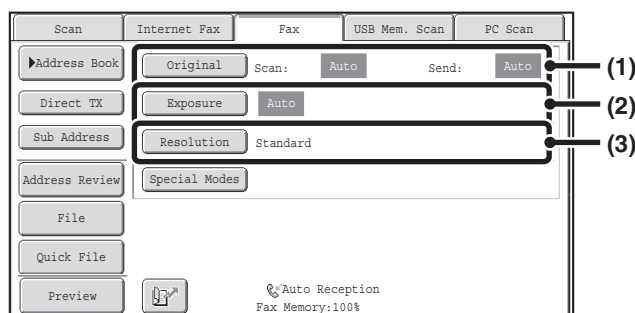 Scan Internet Fax Fax USB Mem. Scan PC Scan
Address Book Original Scan: Auto Send: Auto (1)
Direct TX Exposure Auto (2)
Sub Address Resolution Standard (3)
Address Review Special Modes
File
Quick File
Preview Auto Reception
Fax Memory:100%